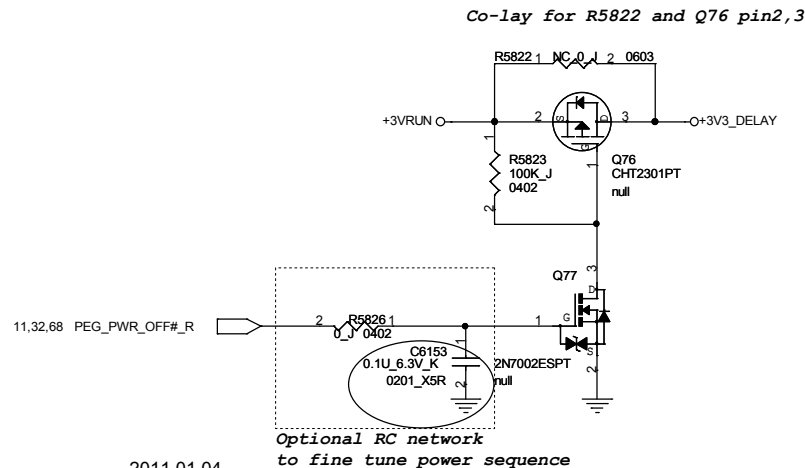 Co-lay for R5822 and Q76 pin2,3
R5822 1 NC_0_J 2 0603
+3VRUN 2 S D 3 +3V3_DELAY
G
1
1
R5823
100K_J
0402
2
Q76
CHT2301PT
null
3
Q77
D
11,32,68 PEG_PWR_OFF#_R 2 R5826 1 1 G
0_J 0402
S
1
C6153
0.1U_6.3V_K
0201_X5R
2
2N7002ESPT
null
2
Optional RC network
to fine tune power sequence
2011.01.04